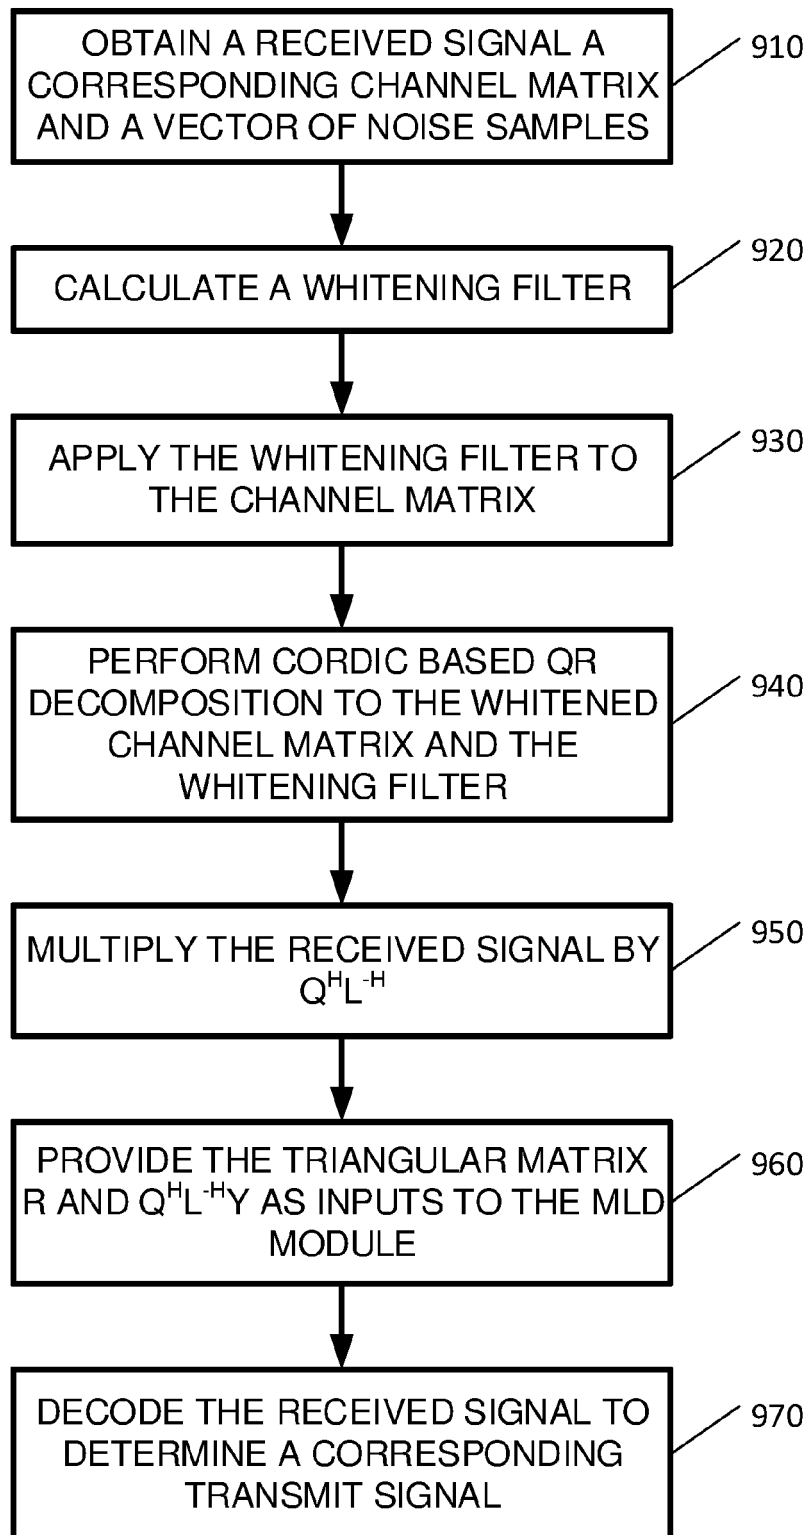 OBTAIN A RECEIVED SIGNAL A
CORRESPONDING CHANNEL MATRIX
AND A VECTOR OF NOISE SAMPLES
910
CALCULATE A WHITENING FILTER
920
APPLY THE WHITENING FILTER TO
THE CHANNEL MATRIX
930
PERFORM CORDIC BASED QR
DECOMPOSITION TO THE WHITENED
CHANNEL MATRIX AND THE
WHITENING FILTER
940
MULTIPLY THE RECEIVED SIGNAL BY
Q^H L^-H
950
PROVIDE THE TRIANGULAR MATRIX
R AND Q^H L^-H Y AS INPUTS TO THE MLD
MODULE
960
DECODE THE RECEIVED SIGNAL TO
DETERMINE A CORRESPONDING
TRANSMIT SIGNAL
970